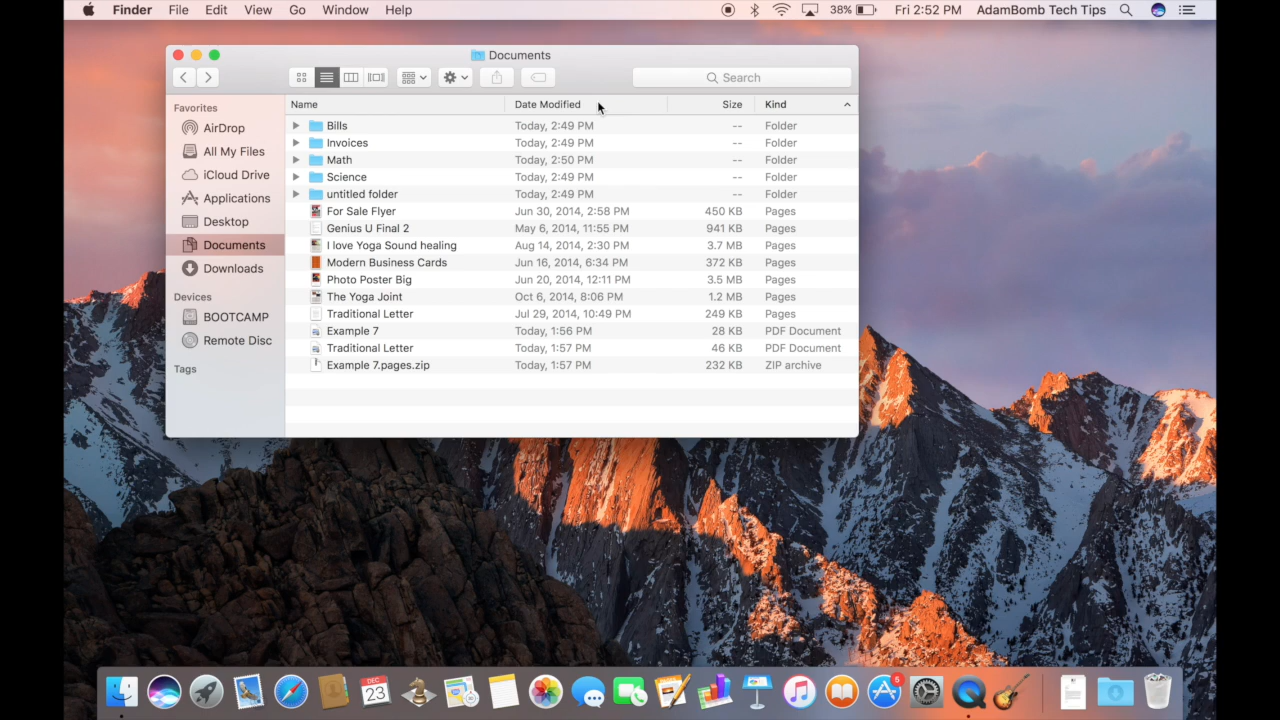 Finder File Edit View Go Window Help 38% Fri 2:52 PM AdamBomb Tech Tips
Documents
Search
Favorites
AirDrop
All My Files
iCloud Drive
Applications
Desktop
Documents
Downloads
Devices
BOOTCAMP
Remote Disc
Tags
Name Date Modified Size Kind
Bills Today, 2:49 PM -- Folder
Invoices Today, 2:49 PM -- Folder
Math Today, 2:50 PM -- Folder
Science Today, 2:49 PM -- Folder
untitled folder Today, 2:49 PM -- Folder
For Sale Flyer Jun 30, 2014, 2:58 PM 450 KB Pages
Genius U Final 2 May 6, 2014, 11:55 PM 941 KB Pages
I love Yoga Sound healing Aug 14, 2014, 2:30 PM 3.7 MB Pages
Modern Business Cards Jun 16, 2014, 6:34 PM 372 KB Pages
Photo Poster Big Jun 20, 2014, 12:11 PM 3.5 MB Pages
The Yoga Joint Oct 6, 2014, 8:06 PM 1.2 MB Pages
Traditional Letter Jul 29, 2014, 10:49 PM 249 KB Pages
Example 7 Today, 1:56 PM 28 KB PDF Document
Traditional Letter Today, 1:57 PM 46 KB PDF Document
Example 7.pages.zip Today, 1:57 PM 232 KB ZIP archive
DEC
23